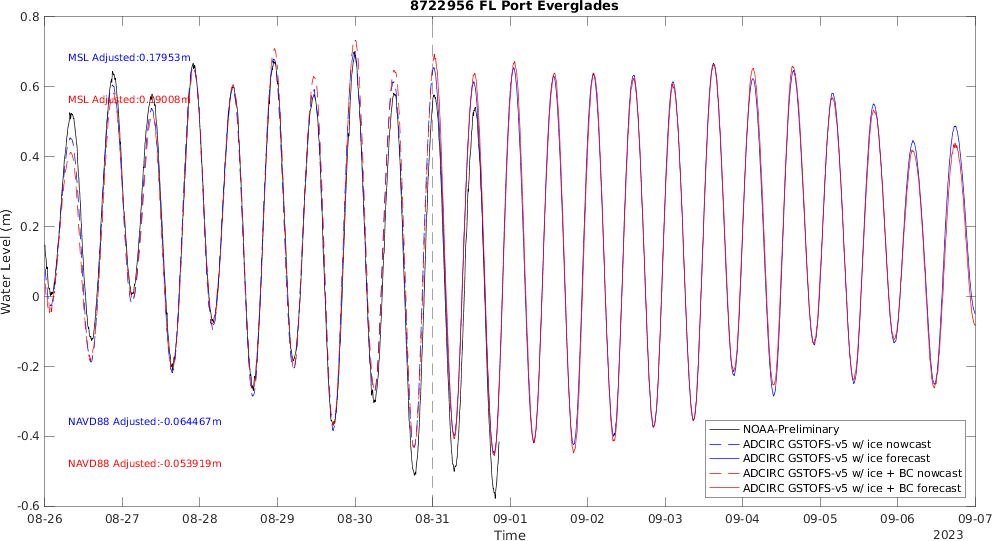 8722956 FL Port Everglades
0.8
0.6
0.4
0.2
0
-0.2
-0.4
-0.6
Water Level (m)
MSL Adjusted:0.17953m
MSL Adjusted:0.19008m
NAVD88 Adjusted:-0.064467m
NAVD88 Adjusted:-0.053919m
NOAA-Preliminary
ADCIRC GSTOFS-v5 w/ ice nowcast
ADCIRC GSTOFS-v5 w/ ice forecast
ADCIRC GSTOFS-v5 w/ ice + BC nowcast
ADCIRC GSTOFS-v5 w/ ice + BC forecast
08-26 08-27 08-28 08-29 08-30 08-31 09-01 09-02 09-03 09-04 09-05 09-06 09-07
Time
2023